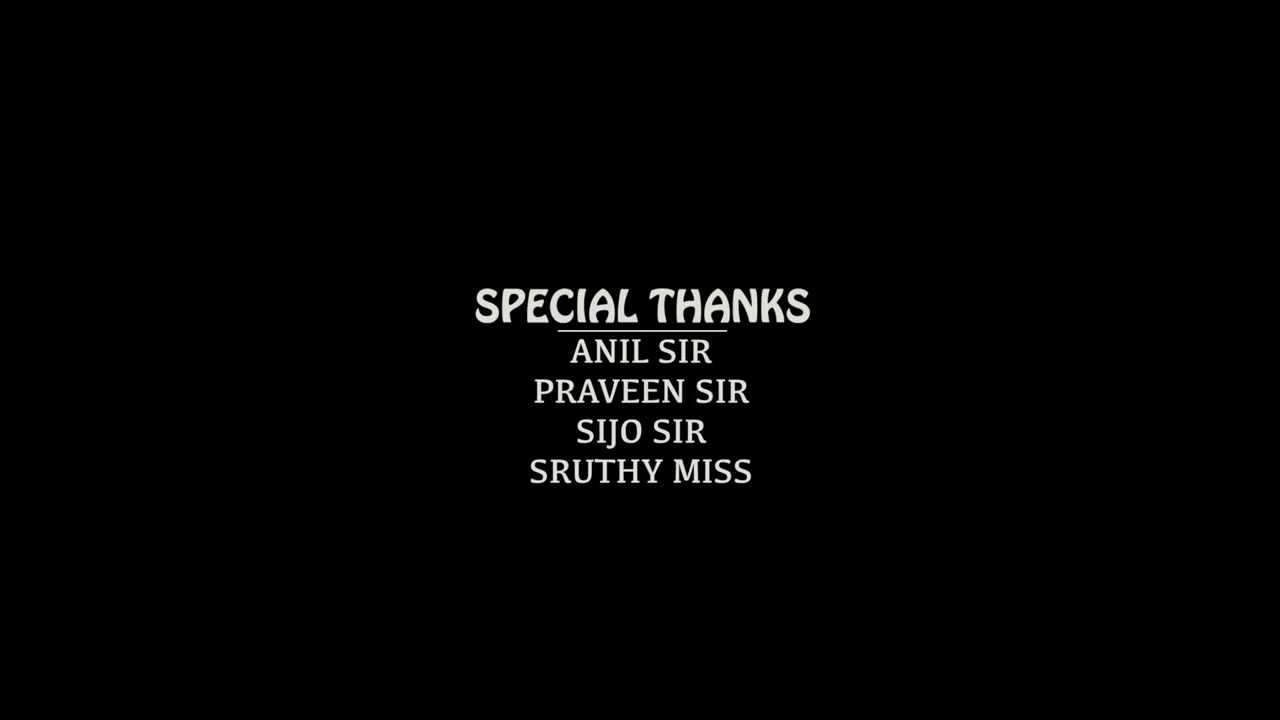 SPECIAL THANKS
ANIL SIR
PRAVEEN SIR
SIJO SIR
SRUTHY MISS